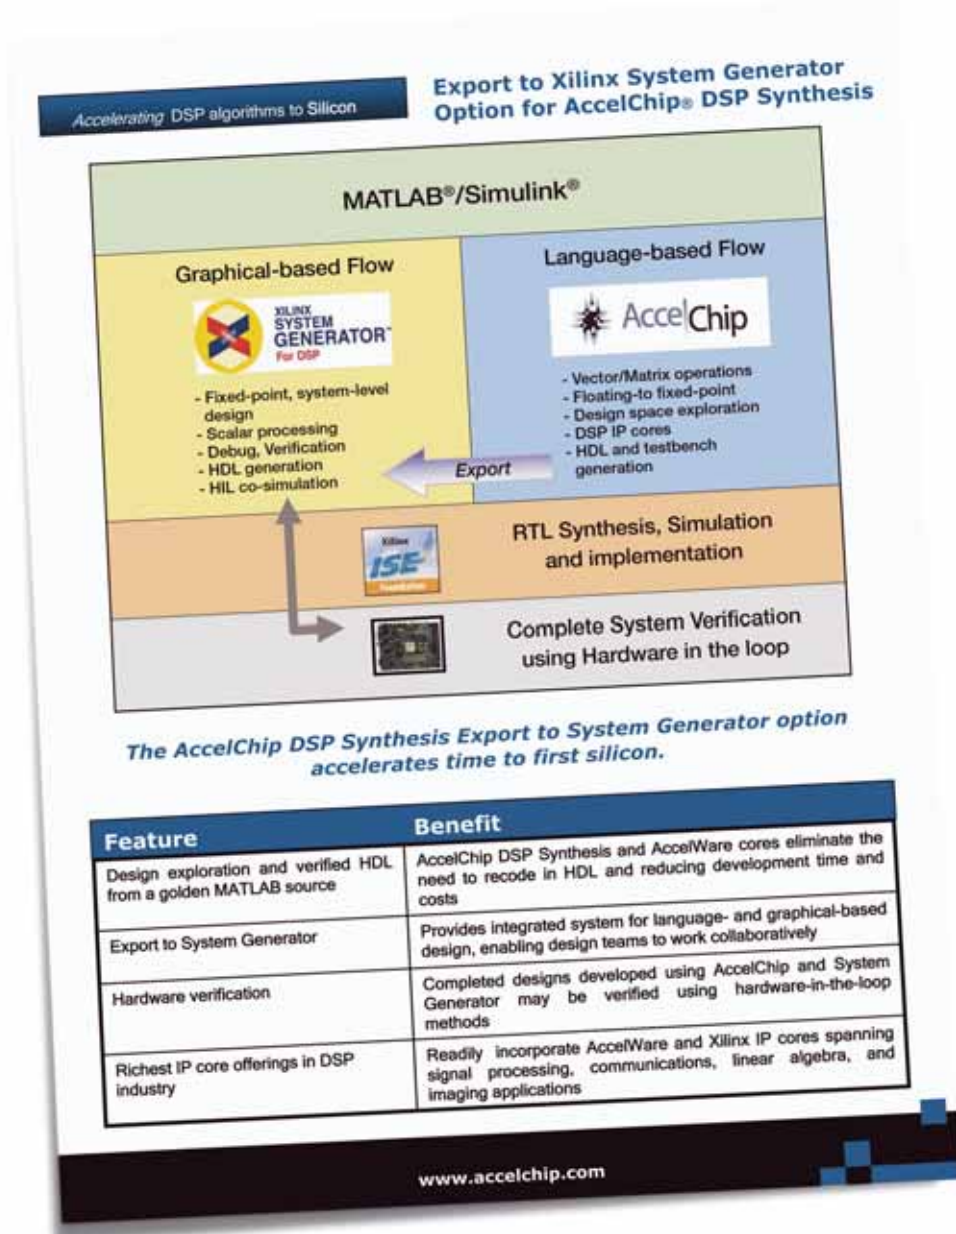 Accelerating DSP algorithms to Silicon
Export to Xilinx System Generator
Option for AccelChip® DSP Synthesis
MATLAB®/Simulink®
Graphical-based Flow
XILINX
SYSTEM
GENERATOR™
For DSP
- Fixed-point, system-level
design
- Scalar processing
- Debug, Verification
- HDL generation
- HIL co-simulation
Language-based Flow
AccelChip
- Vector/Matrix operations
- Floating-to fixed-point
- Design space exploration
- DSP IP cores
- HDL and testbench
generation
Export
Xilinx
ISE
Foundation
RTL Synthesis, Simulation
and implementation
Complete System Verification
using Hardware in the loop
The AccelChip DSP Synthesis Export to System Generator option
accelerates time to first silicon.
Feature
Benefit
Design exploration and verified HDL
from a golden MATLAB source
AccelChip DSP Synthesis and AccelWare cores eliminate the
need to recode in HDL and reducing development time and
costs
Export to System Generator
Provides integrated system for language- and graphical-based
design, enabling design teams to work collaboratively
Hardware verification
Completed designs developed using AccelChip and System
Generator may be verified using hardware-in-the-loop
methods
Richest IP core offerings in DSP
industry
Readily incorporate AccelWare and Xilinx IP cores spanning
signal processing, communications, linear algebra, and
imaging applications
www.accelchip.com